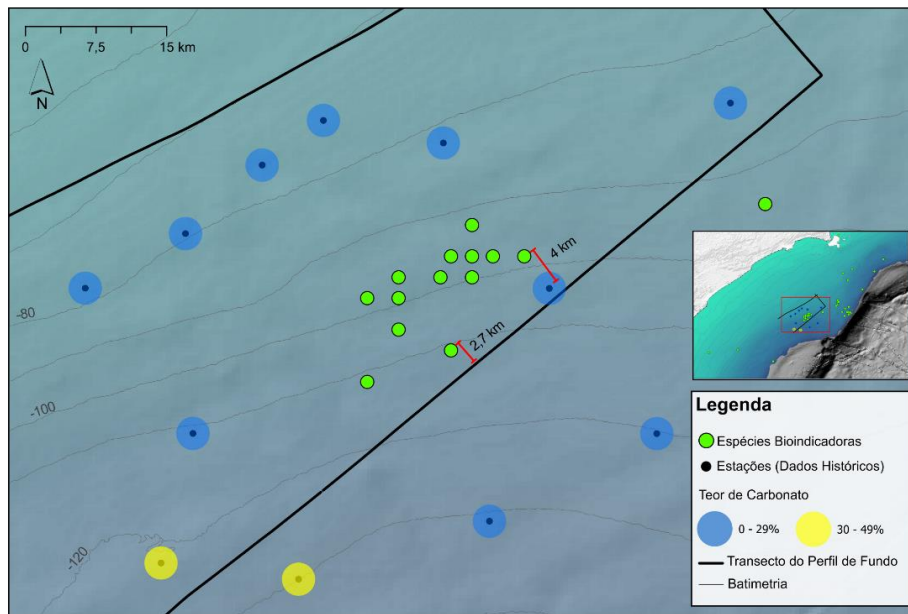 0 7,5 15 km
N
4 km
2,7 km
-80
-100
-120
Legenda
Espécies Bioindicadoras
Estações (Dados Históricos)
Teor de Carbonato
0 - 29% 30 - 49%
Transecto do Perfil de Fundo
Batimetria